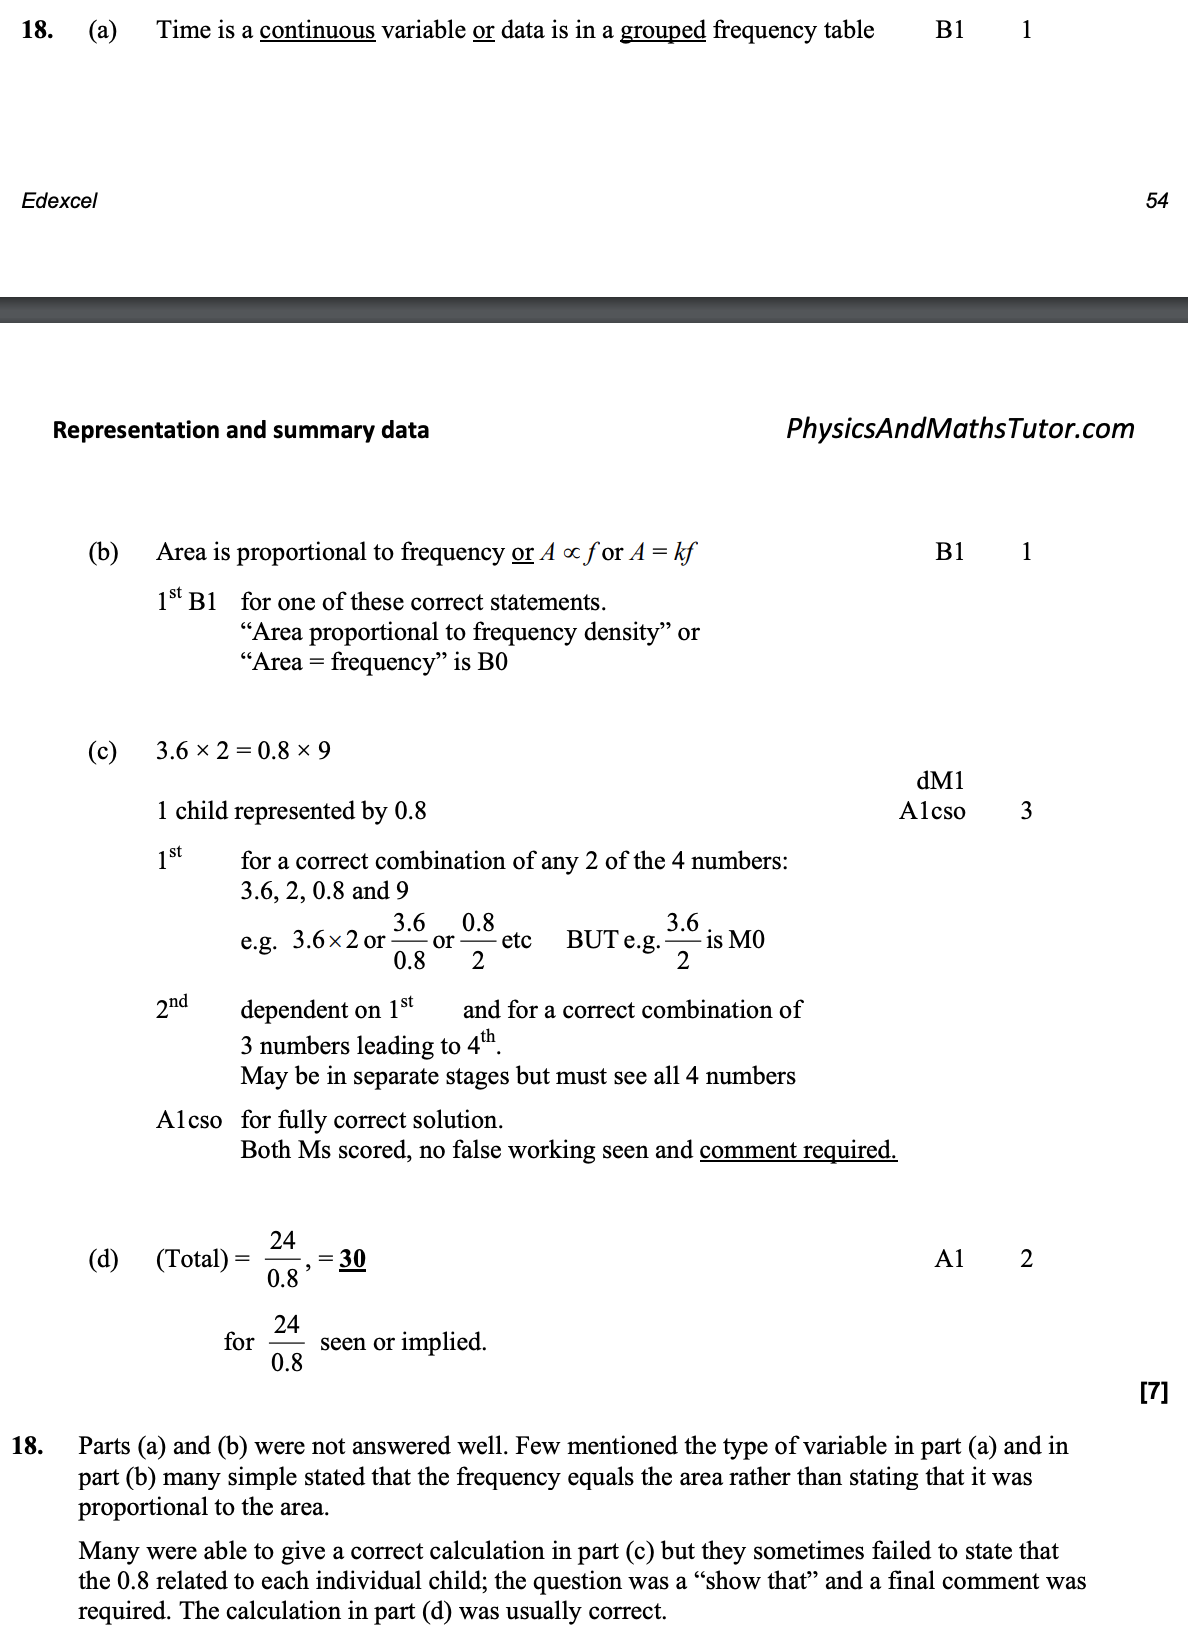 18. (a) Time is a continuous variable or data is in a grouped frequency table B1 1
Edexcel 54
Representation and summary data PhysicsAndMathsTutor.com
(b) Area is proportional to frequency or A ∝ f or A = kf B1 1
1st B1 for one of these correct statements.
“Area proportional to frequency density” or
“Area = frequency” is B0
(c) 3.6 × 2 = 0.8 × 9
dM1
1 child represented by 0.8 A1cso 3
1st for a correct combination of any 2 of the 4 numbers:
3.6, 2, 0.8 and 9
e.g. 3.6 × 2 or 3.6/0.8 or 0.8/2 etc BUT e.g. 3.6/2 is M0
2nd dependent on 1st and for a correct combination of
3 numbers leading to 4th.
May be in separate stages but must see all 4 numbers
A1cso for fully correct solution.
Both Ms scored, no false working seen and comment required.
(d) (Total) = 24/0.8, = 30 A1 2
for 24/0.8 seen or implied.
[7]
18. Parts (a) and (b) were not answered well. Few mentioned the type of variable in part (a) and in
part (b) many simple stated that the frequency equals the area rather than stating that it was
proportional to the area.
Many were able to give a correct calculation in part (c) but they sometimes failed to state that
the 0.8 related to each individual child; the question was a “show that” and a final comment was
required. The calculation in part (d) was usually correct.